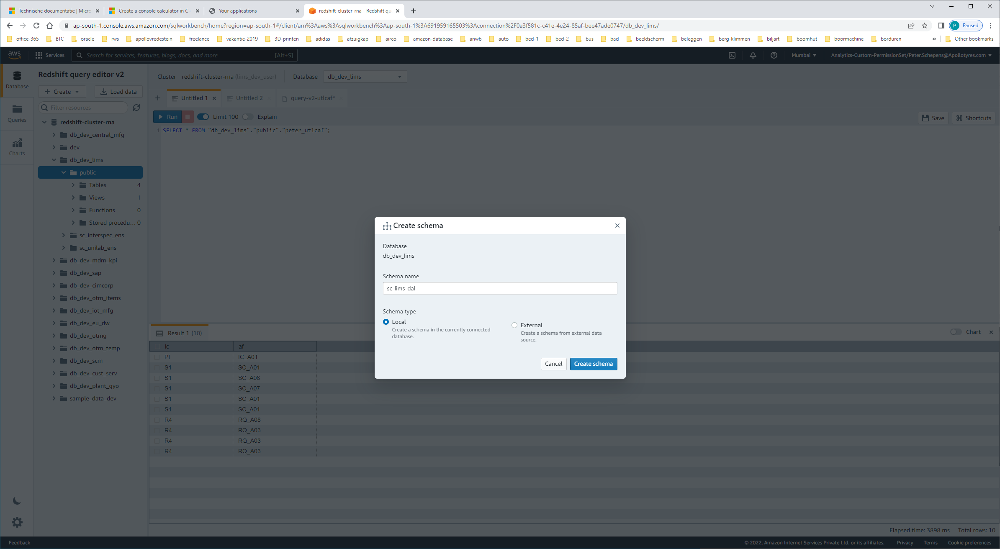 Technische documentatie | Micro
Create a console calculator in C+
Your applications
redshift-cluster-rna - Redshift qu
ap-south-1.console.aws.amazon.com/sqlworkbench/home?region=ap-south-1#/client/arn%3Aaws%3Asqlworkbench%3Aap-south-1%3A691959165503%3Aconnection%2F0a3f581c-c41e-4e24-85af-bee47ade0747/db_dev_lims/
P Paused
office-365 BTC oracle rws apollovredestein freelance vakantie-2019 3D-printen adidas afzuigkap airco amazon-database anwb auto bed-1 bed-2 bus bad beeldscherm beleggen berg-klimmen biljart boomhut boormachine borduren » Other bookmarks
aws Services Search for services, features, blogs, docs, and more [Alt+S] Mumbai Analytics-Custom-PermissionSet/Peter.Schepens@Apollotyres.com
Database
Queries
Charts
Redshift query editor v2
Create Load data
Filter resources
redshift-cluster-rna
db_dev_central_mfg
dev
db_dev_lims
public
Tables 4
Views 1
Functions 0
Stored procedu... 0
sc_interspec_ens
sc_unilab_ens
db_dev_mdm_kpi
db_dev_sap
db_dev_cimcorp
db_dev_otm_items
db_dev_iot_mfg
db_dev_eu_dw
db_dev_otmg
db_dev_otm_temp
db_dev_scm
db_dev_cust_serv
db_dev_plant_gyo
sample_data_dev
Cluster redshift-cluster-rna (lims_dev_user) Database db_dev_lims
Untitled 1 Untitled 2 query-v2-utlcaf*
Run Limit 100 Explain Save Shortcuts
1 SELECT * FROM "db_dev_lims"."public"."peter_utlcaf";
Create schema
Database
db_dev_lims
Schema name
sc_lims_dal
Schema type
Local
Create a schema in the currently connected
database.
External
Create a schema from external data
source.
Cancel Create schema
Result 1 (10) Chart
lc af
PI IC_A01
S1 SC_A01
S1 SC_A06
S1 SC_A07
S1 SC_A01
S1 SC_A01
R4 RQ_A08
R4 RQ_A03
R4 RQ_A03
R4 RQ_A03
Elapsed time: 3898 ms Total rows: 10
Feedback © 2022, Amazon Internet Services Private Ltd. or its affiliates. Privacy Terms Cookie preferences